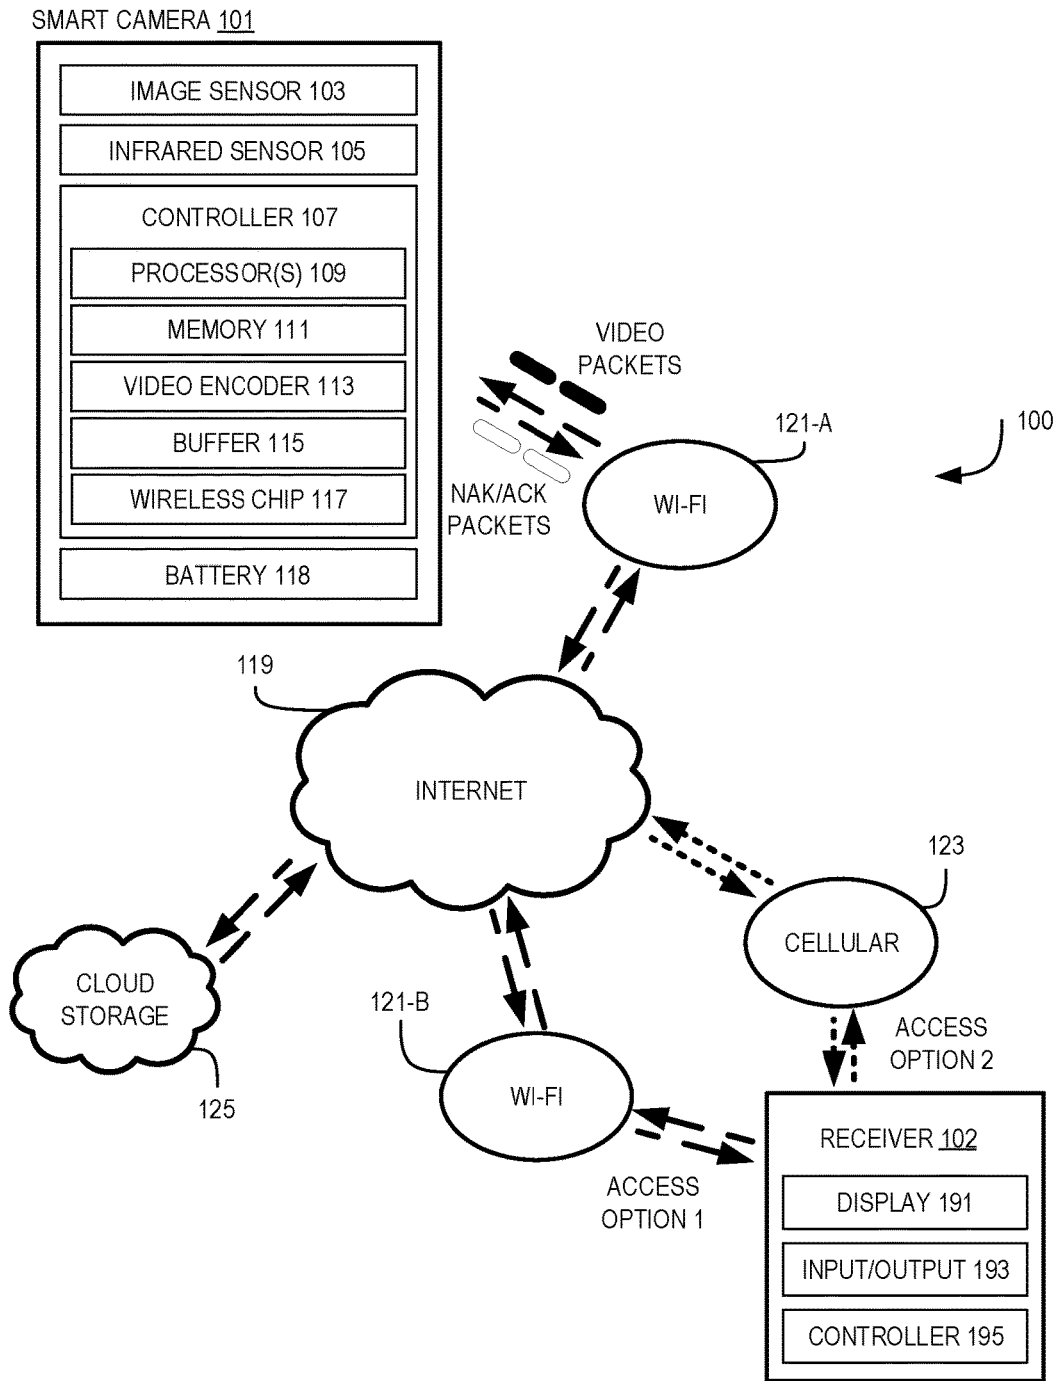 SMART CAMERA 101
IMAGE SENSOR 103
INFRARED SENSOR 105
CONTROLLER 107
PROCESSOR(S) 109
MEMORY 111
VIDEO ENCODER 113
BUFFER 115
WIRELESS CHIP 117
BATTERY 118
VIDEO
PACKETS
NAK/ACK
PACKETS
121-A
WI-FI
100
119
INTERNET
123
CELLULAR
CLOUD
STORAGE
125
121-B
WI-FI
ACCESS
OPTION 1
ACCESS
OPTION 2
RECEIVER 102
DISPLAY 191
INPUT/OUTPUT 193
CONTROLLER 195